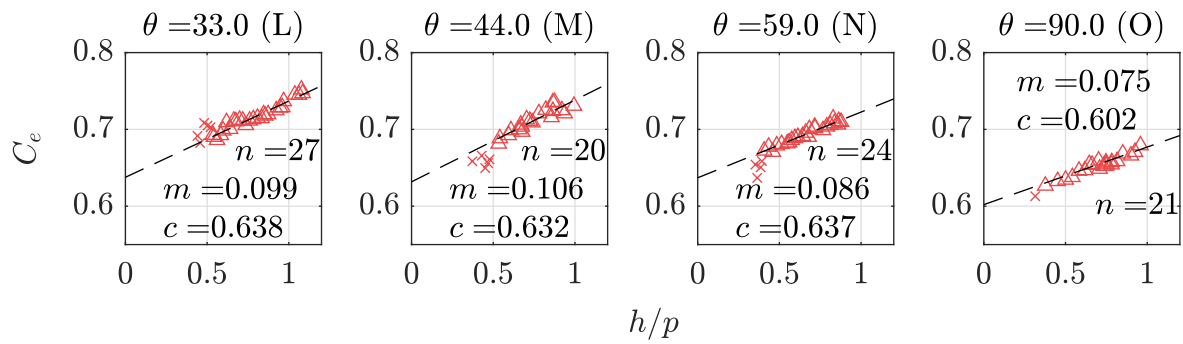 θ =33.0 (L)
0.8
0.7
0.6
C_e
n =27
m =0.099
c =0.638
0 0.5 1
θ =44.0 (M)
0.8
0.7
0.6
n =20
m =0.106
c =0.632
0 0.5 1
θ =59.0 (N)
0.8
0.7
0.6
n =24
m =0.086
c =0.637
0 0.5 1
θ =90.0 (O)
0.8
0.7
0.6
m =0.075
c =0.602
n =21
0 0.5 1
h/p